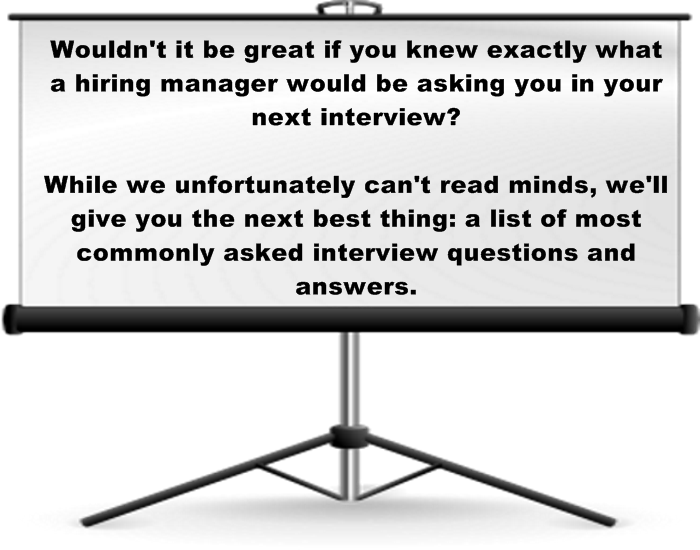 Wouldn't it be great if you knew exactly what
a hiring manager would be asking you in your
next interview?
While we unfortunately can't read minds, we'll
give you the next best thing: a list of most
commonly asked interview questions and
answers.